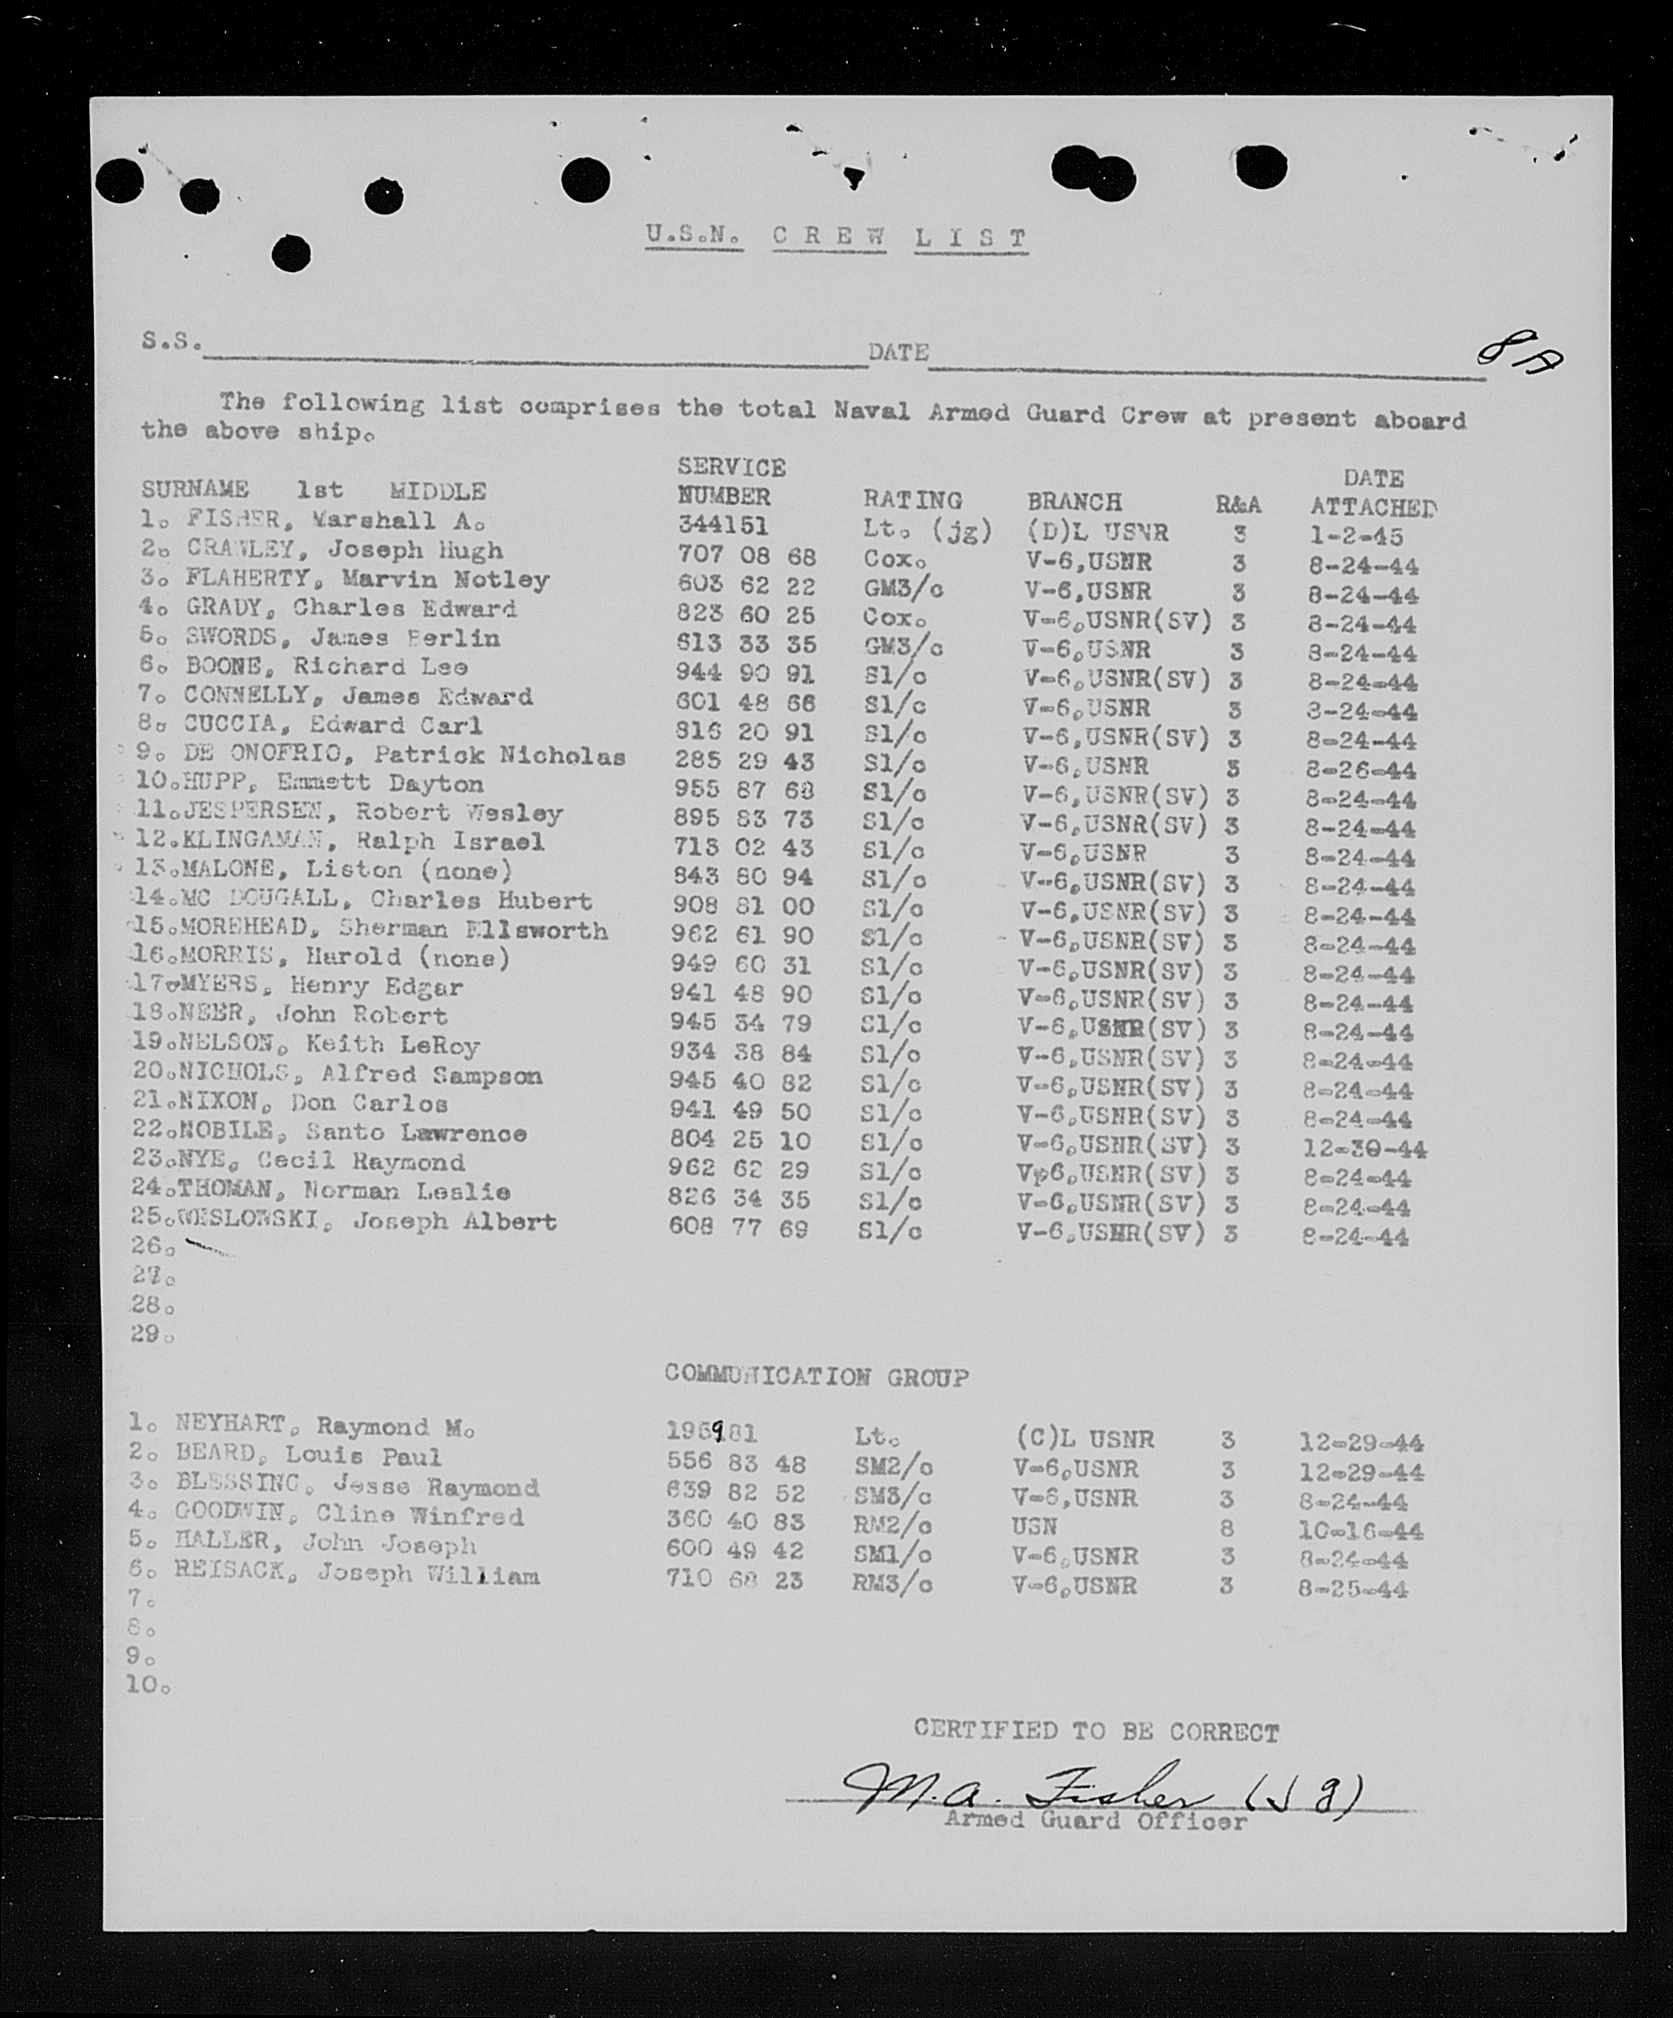 U.S.N. C R E W L I S T
S.S. DATE
8A
The following list comprises the total Naval Armed Guard Crew at present aboard
the above ship.
SERVICE DATE
SURNAME 1st MIDDLE NUMBER RATING BRANCH R&A ATTACHED
1. FISHER, Marshall A. 344151 Lt. (jg) (D)L USNR 3 1-2-45
2. CRAWLEY, Joseph Hugh 707 08 68 Cox. V-6,USNR 3 8-24-44
3. FLAHERTY, Marvin Notley 603 62 22 GM3/c V-6,USNR 3 8-24-44
4. GRADY, Charles Edward 823 60 25 Cox. V-6,USNR(SV) 3 8-24-44
5. SWORDS, James Berlin 613 33 35 GM3/c V-6,USNR 3 8-24-44
6. BOONE, Richard Lee 944 90 91 S1/c V-6,USNR(SV) 3 8-24-44
7. CONNELLY, James Edward 601 48 66 S1/c V-6,USNR 3 8-24-44
8. CUCCIA, Edward Carl 816 20 91 S1/c V-6,USNR(SV) 3 8-24-44
9. DE ONOFRIO, Patrick Nicholas 285 29 43 S1/c V-6,USNR 3 8-26-44
10.HUPP, Emmett Dayton 955 87 68 S1/c V-6,USNR(SV) 3 8-24-44
11.JESPERSEN, Robert Wesley 895 83 73 S1/c V-6,USNR(SV) 3 8-24-44
12.KLINGAMAN, Ralph Israel 713 02 43 S1/c V-6,USNR 3 8-24-44
13.MALONE, Liston (none) 843 80 94 S1/c V-6,USNR(SV) 3 8-24-44
14.MC DOUGALL, Charles Hubert 908 81 00 S1/c V-6,USNR(SV) 3 8-24-44
15.MOREHEAD, Sherman Ellsworth 962 61 90 S1/c V-6,USNR(SV) 3 8-24-44
16.MORRIS, Harold (none) 949 60 31 S1/c V-6,USNR(SV) 3 8-24-44
17.MYERS, Henry Edgar 941 48 90 S1/c V-6,USNR(SV) 3 8-24-44
18.NEER, John Robert 945 34 79 S1/c V-6,USNR(SV) 3 8-24-44
19.NELSON, Keith LeRoy 934 38 84 S1/c V-6,USNR(SV) 3 8-24-44
20.NICHOLS, Alfred Sampson 945 40 82 S1/c V-6,USNR(SV) 3 8-24-44
21.NIXON, Don Carlos 941 49 50 S1/c V-6,USNR(SV) 3 8-24-44
22.NOBILE, Santo Lawrence 804 25 10 S1/c V-6,USNR(SV) 3 12-30-44
23.NYE, Cecil Raymond 962 62 29 S1/c V-6,USNR(SV) 3 8-24-44
24.THOMAN, Norman Leslie 826 34 35 S1/c V-6,USNR(SV) 3 8-24-44
25.WESLOWSKI, Joseph Albert 608 77 69 S1/c V-6,USNR(SV) 3 8-24-44
26.
27.
28.
29.
COMMUNICATION GROUP
1. NEYHART, Raymond M. 195981 Lt. (C)L USNR 3 12-29-44
2. BEARD, Louis Paul 556 83 48 SM2/c V-6,USNR 3 12-29-44
3. BLESSING, Jesse Raymond 639 82 52 SM3/c V-6,USNR 3 8-24-44
4. GOODWIN, Cline Winfred 360 40 83 RM2/c USN 8 10-16-44
5. HALLER, John Joseph 600 49 42 SM1/c V-6,USNR 3 8-24-44
6. REISACK, Joseph William 710 68 23 RM3/c V-6,USNR 3 8-25-44
7.
8.
9.
10.
CERTIFIED TO BE CORRECT
M.A. Fisher (Jg)
Armed Guard Officer